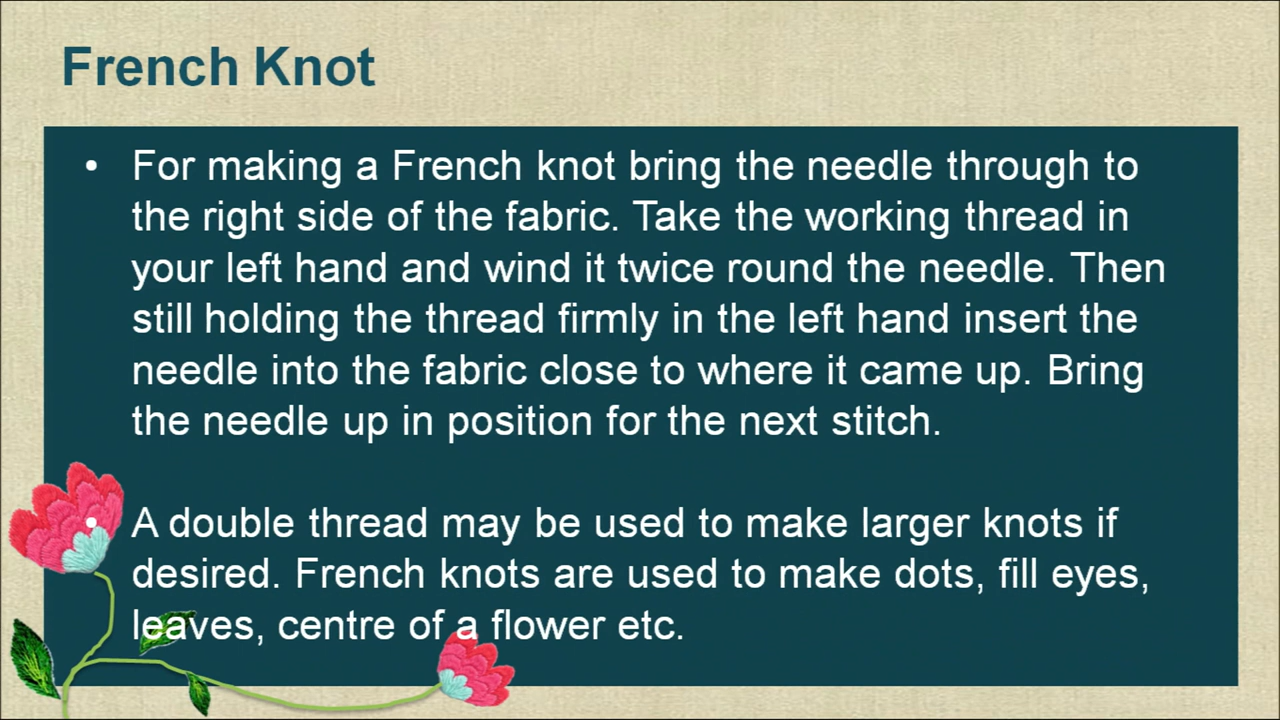 French Knot
• For making a French knot bring the needle through to
the right side of the fabric. Take the working thread in
your left hand and wind it twice round the needle. Then
still holding the thread firmly in the left hand insert the
needle into the fabric close to where it came up. Bring
the needle up in position for the next stitch.
• A double thread may be used to make larger knots if
desired. French knots are used to make dots, fill eyes,
leaves, centre of a flower etc.